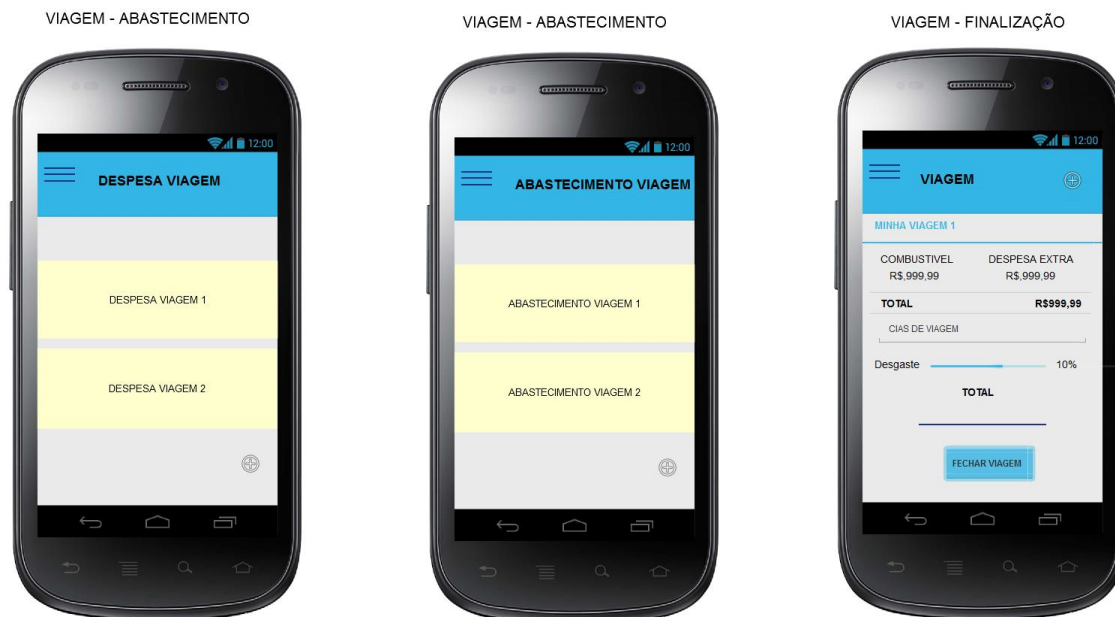 VIAGEM - ABASTECIMENTO
12:00
DESPESA VIAGEM
DESPESA VIAGEM 1
DESPESA VIAGEM 2
VIAGEM - ABASTECIMENTO
12:00
ABASTECIMENTO VIAGEM
ABASTECIMENTO VIAGEM 1
ABASTECIMENTO VIAGEM 2
VIAGEM - FINALIZAÇÃO
12:00
VIAGEM
MINHA VIAGEM 1
COMBUSTIVEL DESPESA EXTRA
R$,999,99 R$,999,99
TOTAL R$999,99
CIAS DE VIAGEM
Desgaste 10%
TOTAL
FECHAR VIAGEM